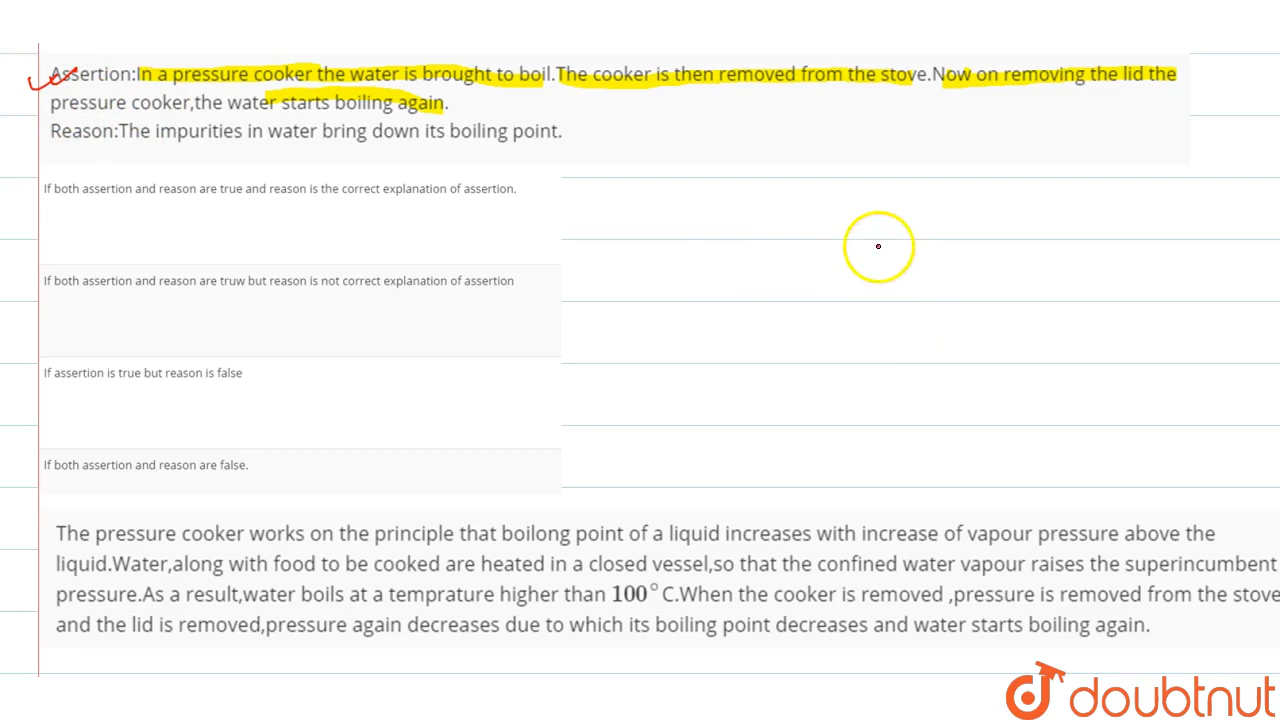 Assertion:In a pressure cooker the water is brought to boil.The cooker is then removed from the stove.Now on removing the lid the
pressure cooker,the water starts boiling again.
Reason:The impurities in water bring down its boiling point.
If both assertion and reason are true and reason is the correct explanation of assertion.
If both assertion and reason are truw but reason is not correct explanation of assertion
If assertion is true but reason is false
If both assertion and reason are false.
The pressure cooker works on the principle that boilong point of a liquid increases with increase of vapour pressure above the
liquid.Water,along with food to be cooked are heated in a closed vessel,so that the confined water vapour raises the superincumbent
pressure.As a result,water boils at a temprature higher than 100°C.When the cooker is removed ,pressure is removed from the stove
and the lid is removed,pressure again decreases due to which its boiling point decreases and water starts boiling again.
doubtnut